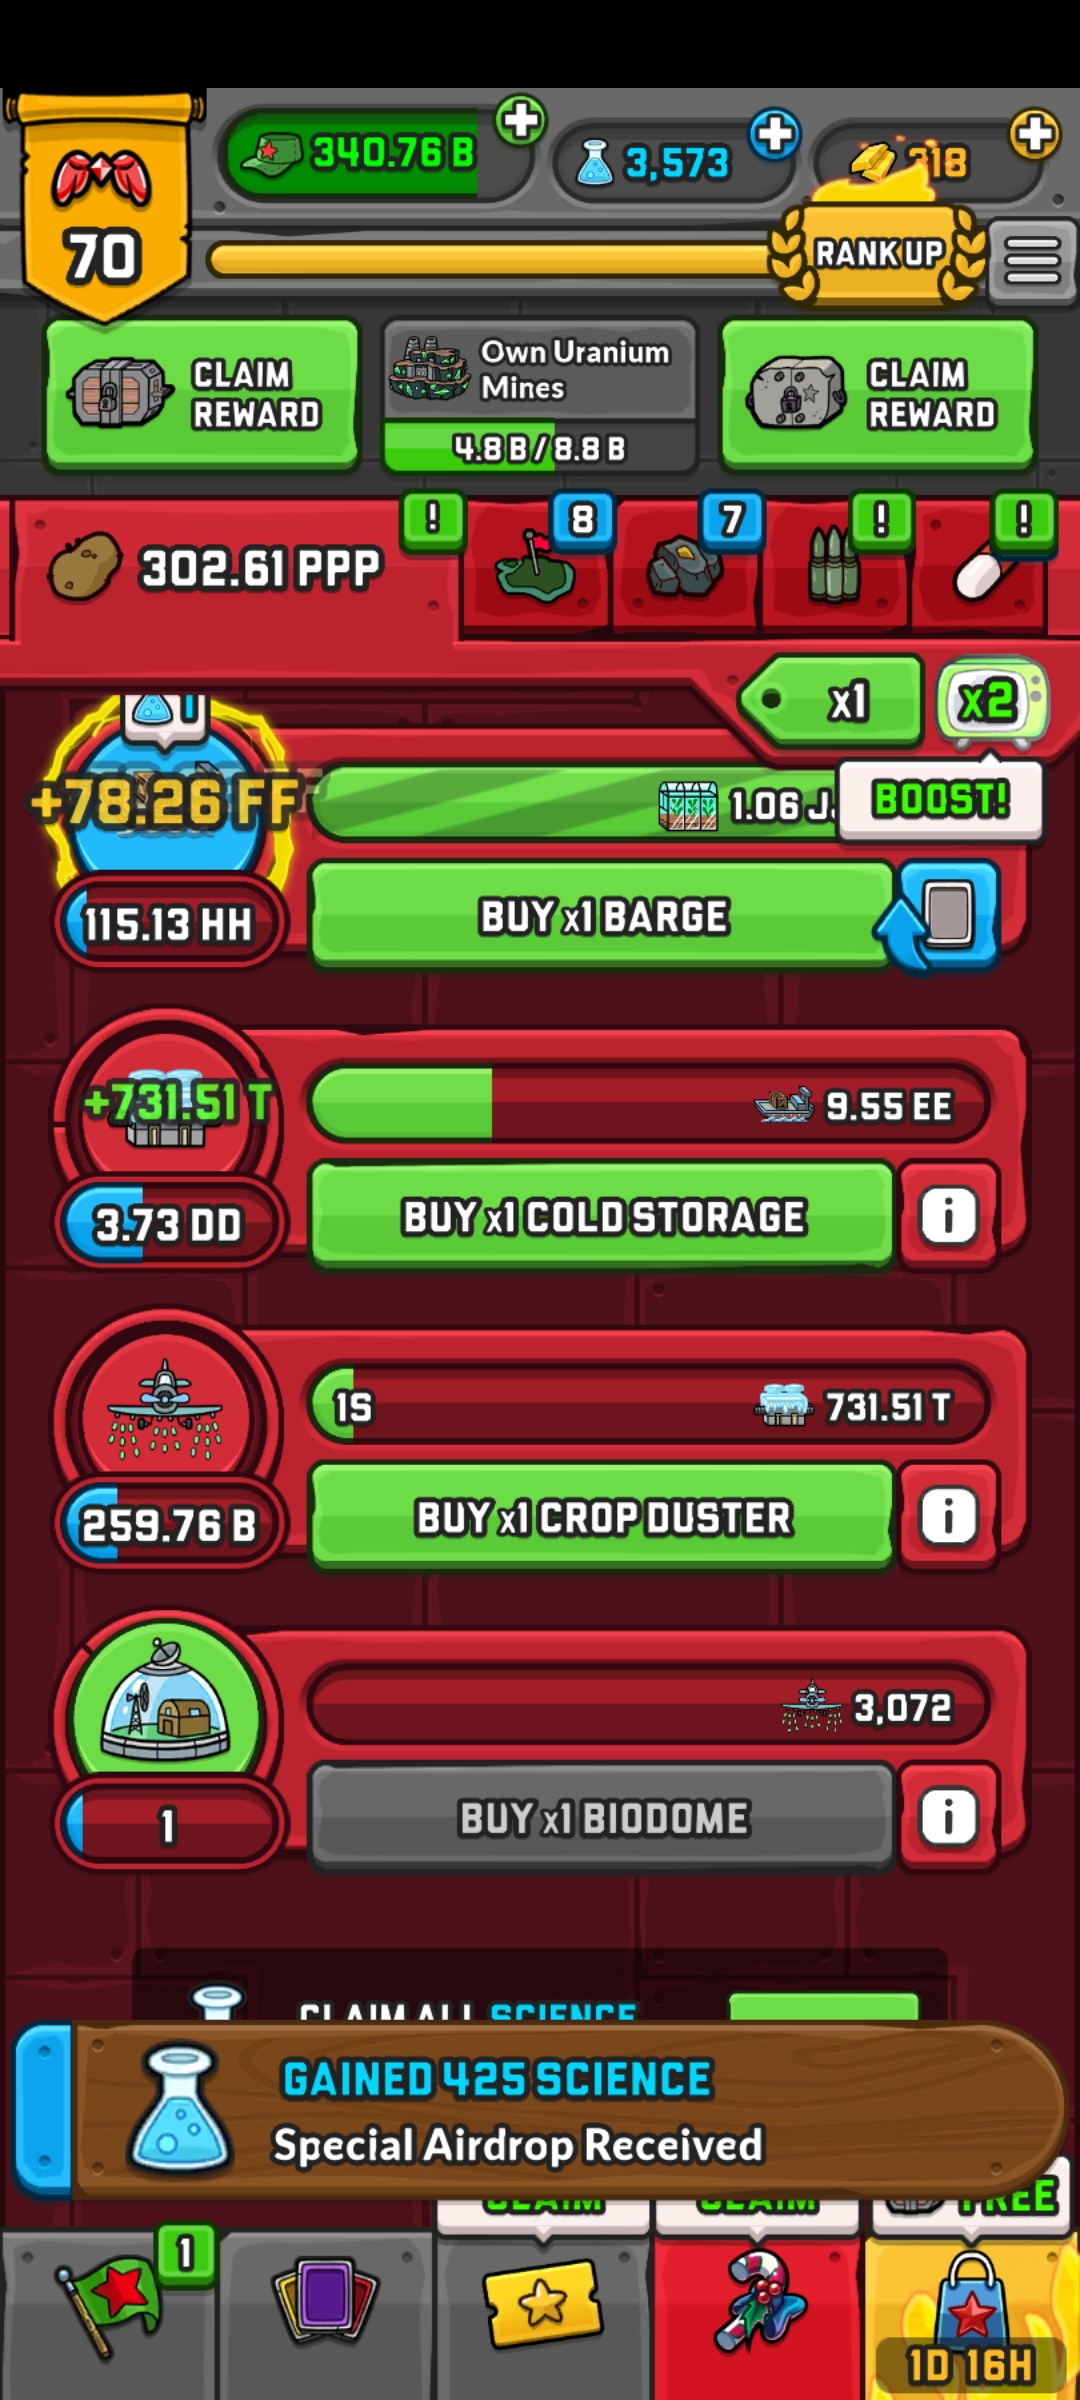 340.76 B
3,573
318
70
RANK UP
CLAIM
REWARD
Own Uranium
Mines
4.8 B / 8.8 B
CLAIM
REWARD
302.61 PPP
!
8
7
!
!
x1
x2
BOOST!
1
+78.26 FF
1.06 J
115.13 HH
BUY x1 BARGE
+731.51 T
9.55 EE
3.73 DD
BUY x1 COLD STORAGE
i
1S
731.51 T
259.76 B
BUY x1 CROP DUSTER
i
3,072
1
BUY x1 BIODOME
i
CLAIM ALL SCIENCE
GAINED 425 SCIENCE
Special Airdrop Received
CLAIM
CLAIM
FREE
1
1D 16H